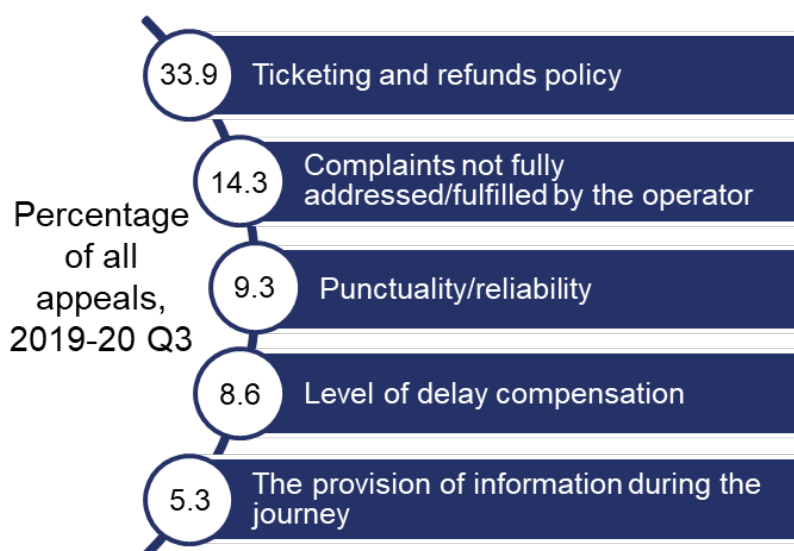 33.9
Ticketing and refunds policy
14.3
Complaints not fully
addressed/fulfilled by the operator
Percentage
of all
appeals,
2019-20 Q3
9.3
Punctuality/reliability
8.6
Level of delay compensation
5.3
The provision of information during the
journey